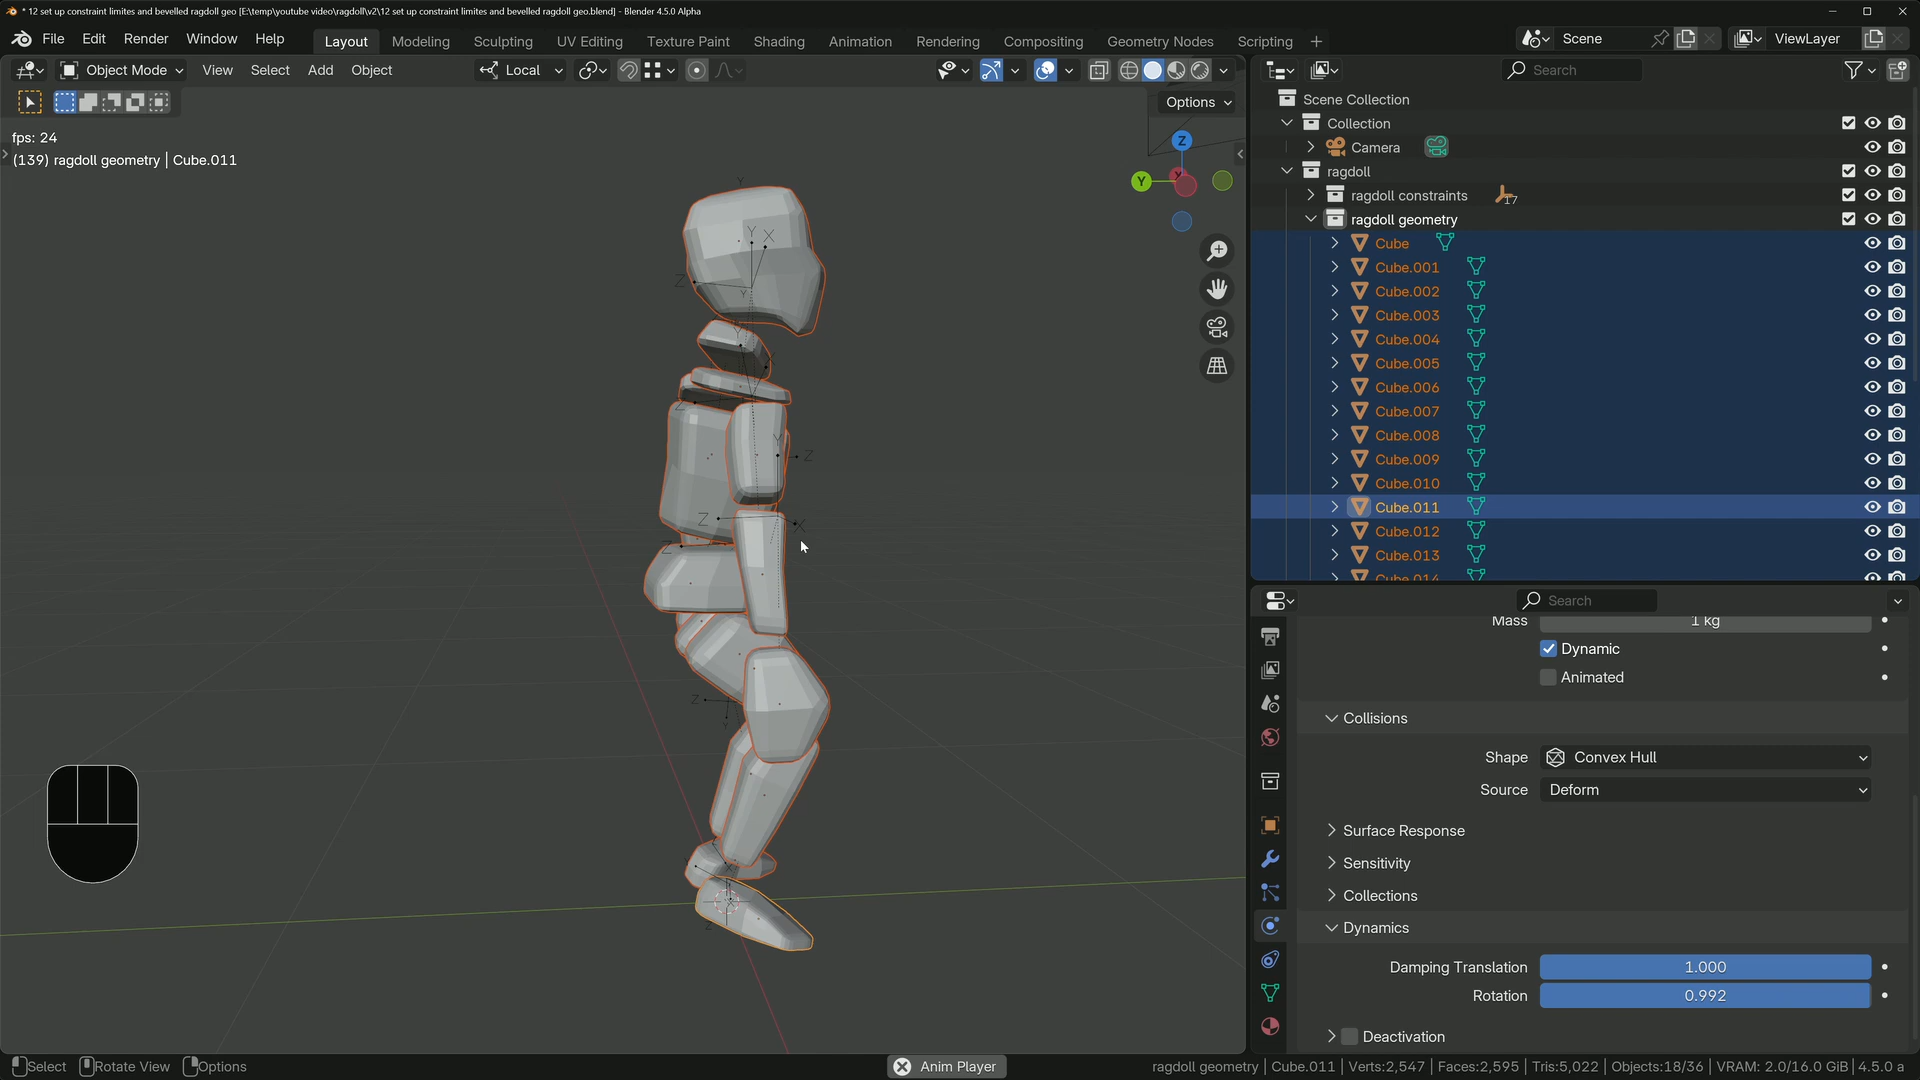 * 12 set up constraint limites and bevelled ragdoll geo [E:\temp\youtube video\ragdoll\v2\12 set up constraint limites and bevelled ragdoll geo.blend] - Blender 4.5.0 Alpha
File Edit Render Window Help Layout Modeling Sculpting UV Editing Texture Paint Shading Animation Rendering Compositing Geometry Nodes Scripting + Scene ViewLayer
Object Mode View Select Add Object Local Search
Options
fps: 24
(139) ragdoll geometry | Cube.011
Z
Y
Scene Collection
Collection
Camera
ragdoll
ragdoll constraints 17
ragdoll geometry
Cube
Cube.001
Cube.002
Cube.003
Cube.004
Cube.005
Cube.006
Cube.007
Cube.008
Cube.009
Cube.010
Cube.011
Cube.012
Cube.013
Cube.014
Search
Mass 1 kg
Dynamic
Animated
Collisions
Shape Convex Hull
Source Deform
Surface Response
Sensitivity
Collections
Dynamics
Damping Translation 1.000
Rotation 0.992
Deactivation
Select Rotate View Options Anim Player ragdoll geometry | Cube.011 | Verts:2,547 | Faces:2,595 | Tris:5,022 | Objects:18/36 | VRAM: 2.0/16.0 GiB | 4.5.0 a